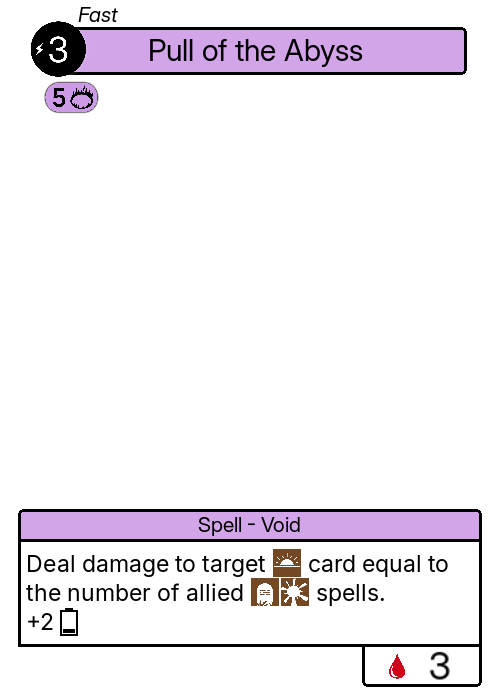 Fast
3
Pull of the Abyss
5
Spell - Void
Deal damage to target card equal to
the number of allied spells.
+2
3